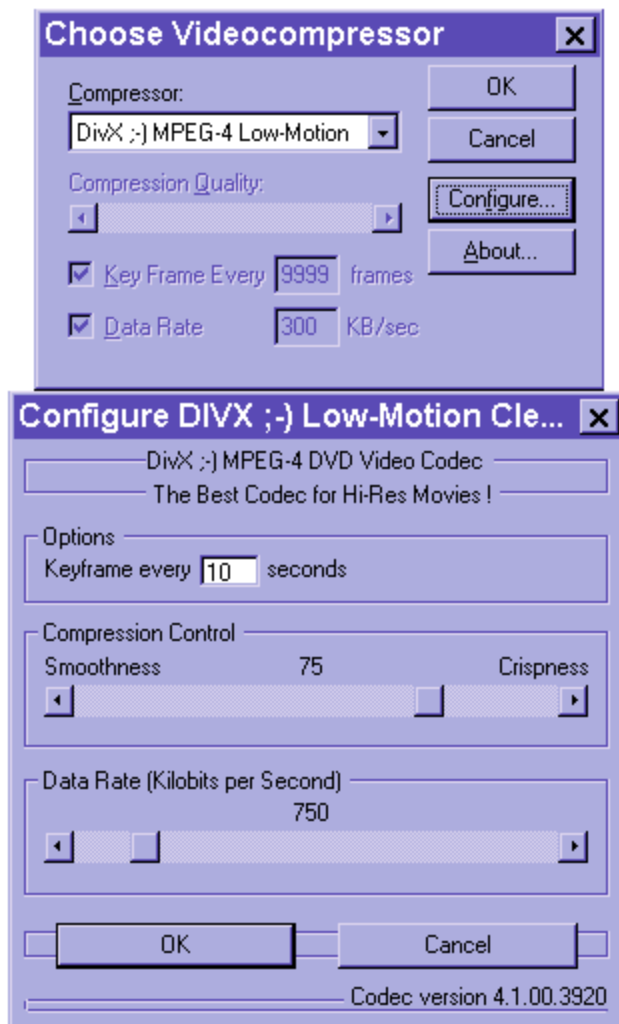 Choose Videocompressor
Compressor:
OK
DivX ;-) MPEG-4 Low-Motion
Cancel
Compression Quality:
Configure...
About...
Key Frame Every 9999 frames
Data Rate 300 KB/sec
Configure DIVX ;-) Low-Motion Cle...
DivX ;-) MPEG-4 DVD Video Codec
The Best Codec for Hi-Res Movies !
Options
Keyframe every 10 seconds
Compression Control
Smoothness 75 Crispness
Data Rate (Kilobits per Second)
750
OK Cancel
Codec version 4.1.00.3920